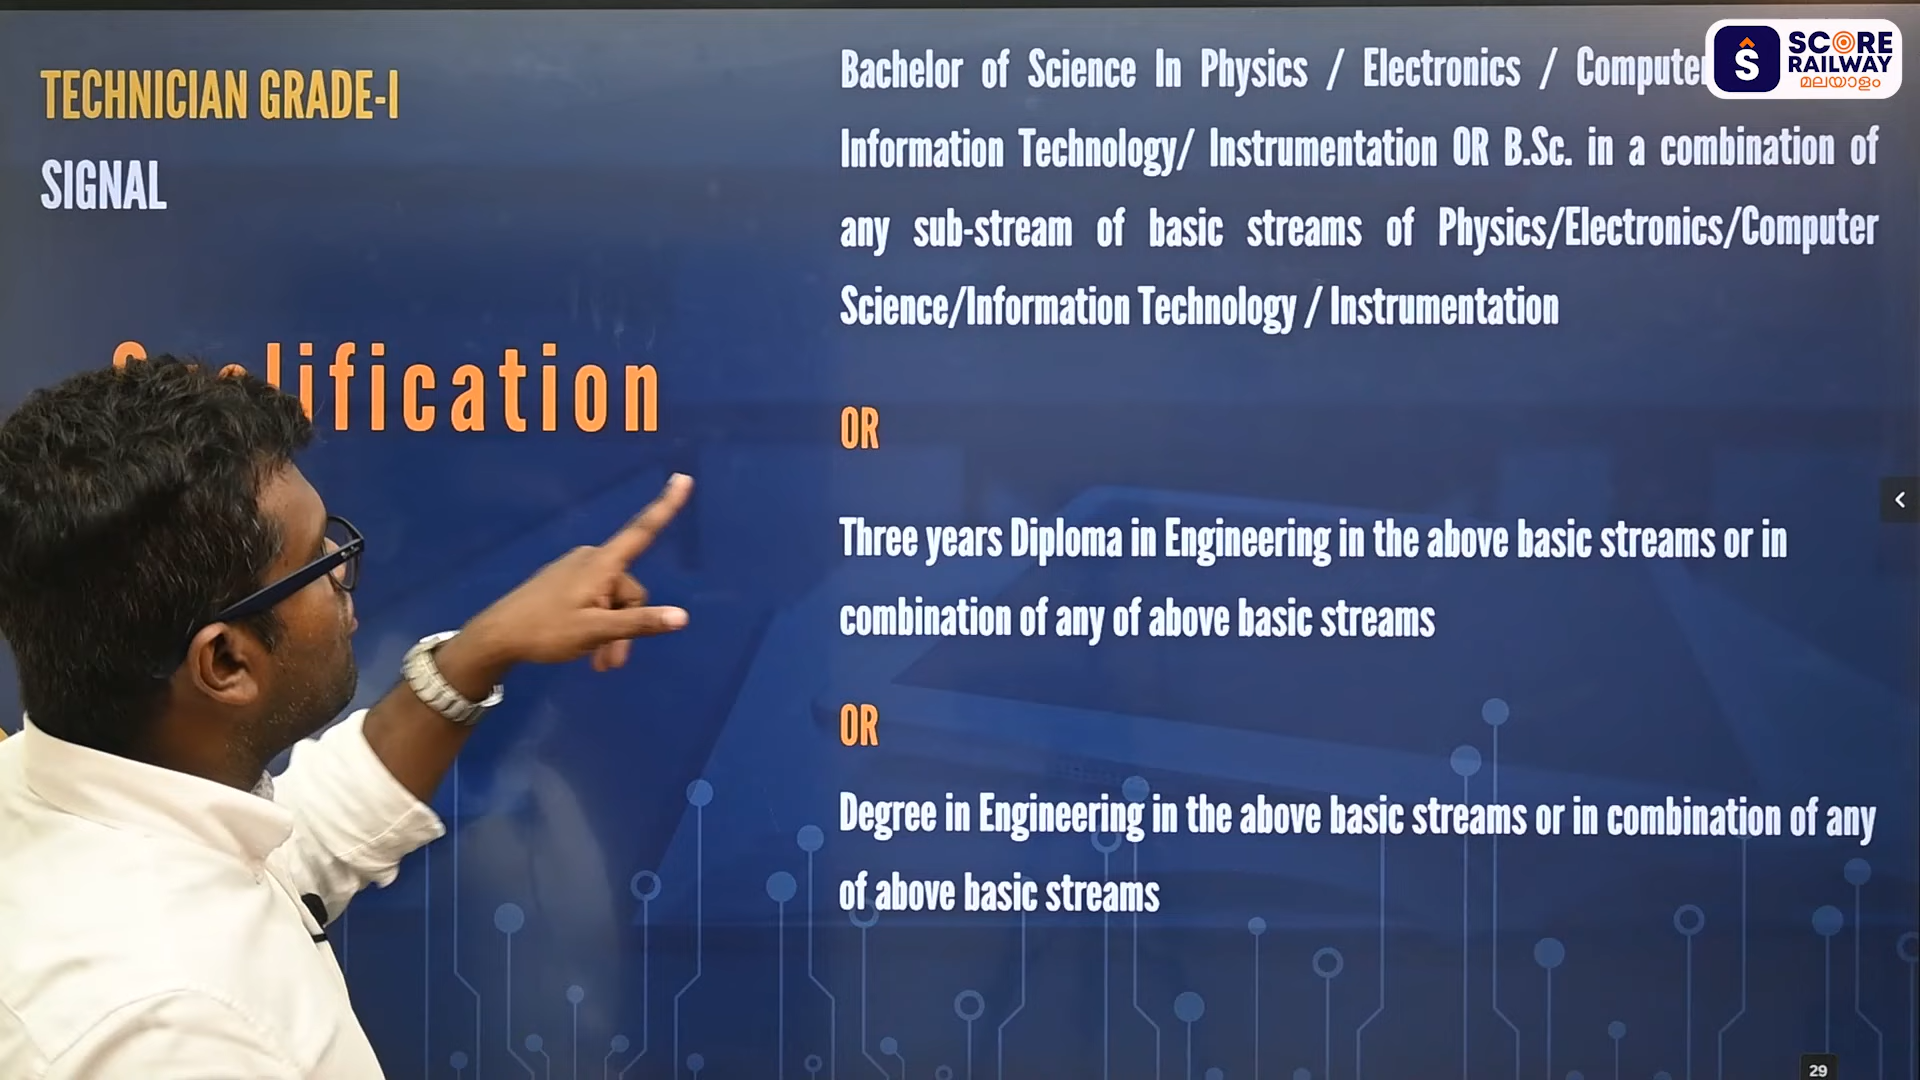 TECHNICIAN GRADE-I
SIGNAL
Bachelor of Science In Physics / Electronics / Computer
Information Technology/ Instrumentation OR B.Sc. in a combination of
any sub-stream of basic streams of Physics/Electronics/Computer
Science/Information Technology / Instrumentation
OR
Three years Diploma in Engineering in the above basic streams or in
combination of any of above basic streams
OR
Degree in Engineering in the above basic streams or in combination of any
of above basic streams
SCORE
RAILWAY
മലയാളം
29